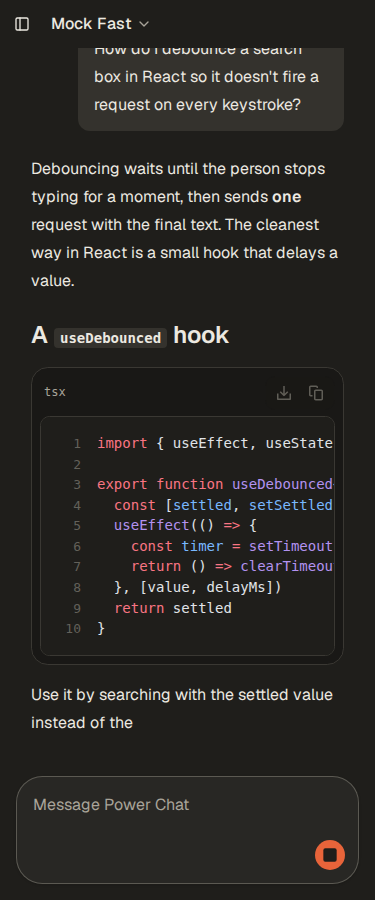 Mock Fast
How do I debounce a search
box in React so it doesn't fire a
request on every keystroke?
Debouncing waits until the person stops
typing for a moment, then sends one
request with the final text. The cleanest
way in React is a small hook that delays a
value.
A useDebounced hook
tsx
1 import { useEffect, useState
2
3 export function useDebounced
4   const [settled, setSettled
5   useEffect(() => {
6     const timer = setTimeout
7     return () => clearTimeou
8   }, [value, delayMs])
9   return settled
10 }
Use it by searching with the settled value
instead of the
Message Power Chat